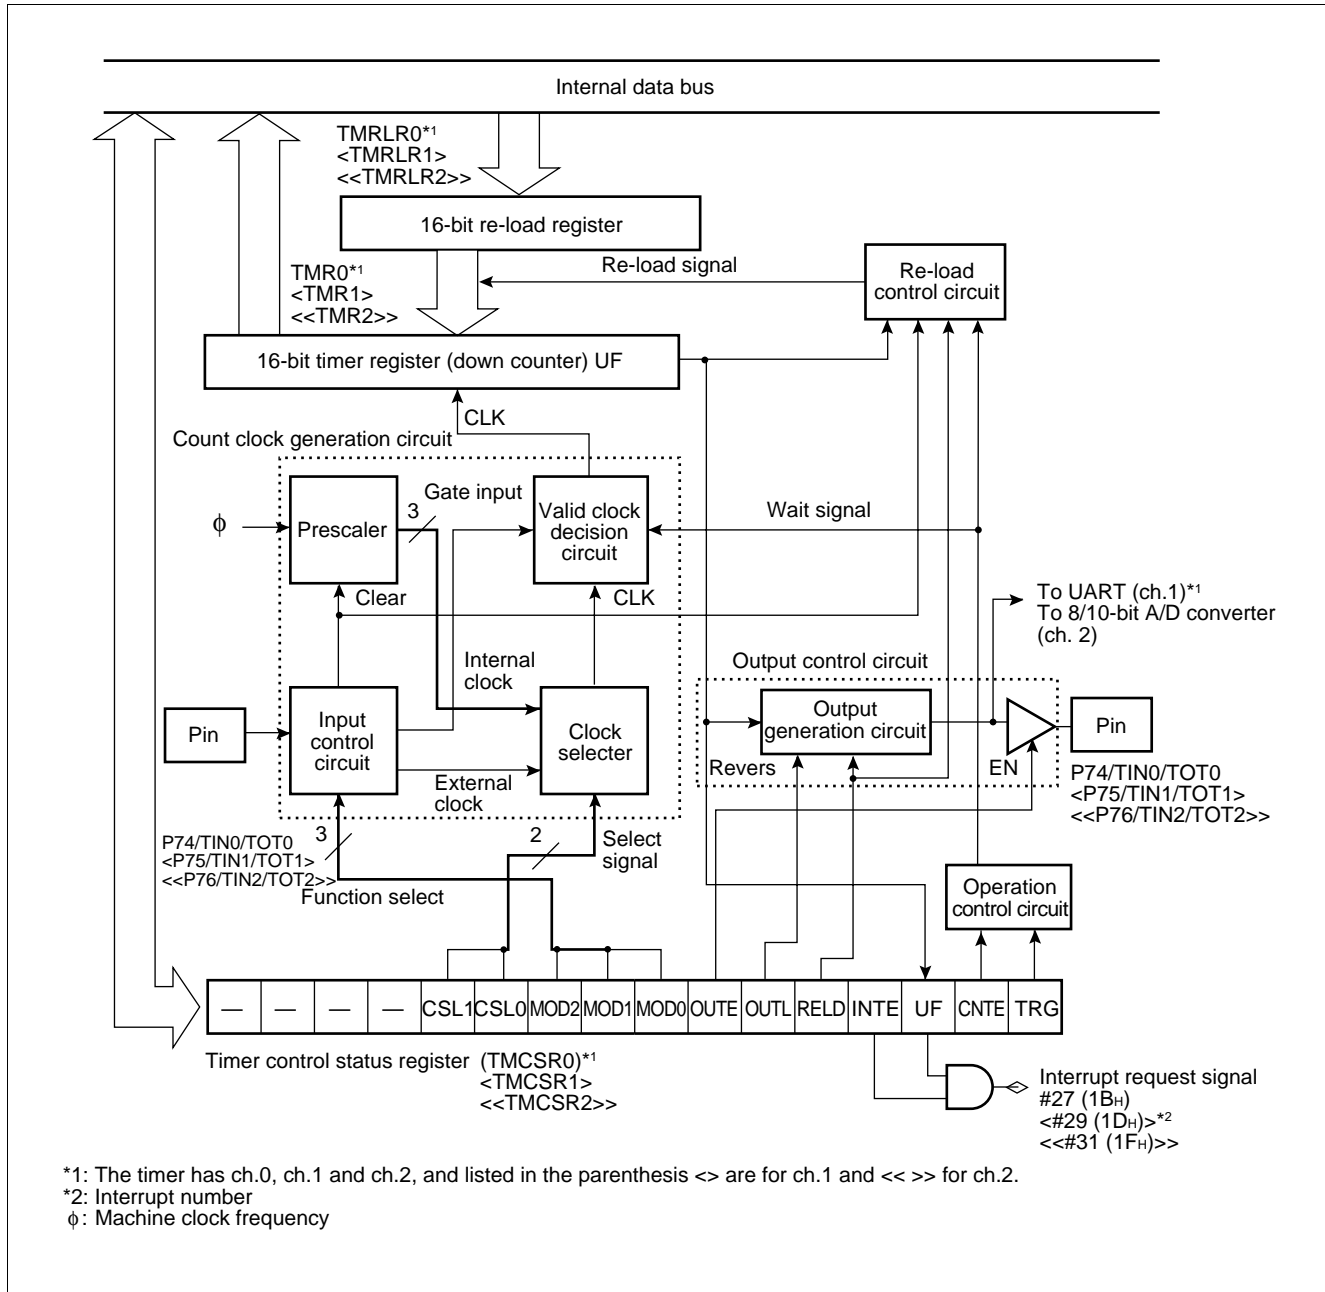 Internal data bus
TMRLR0*1
<TMRLR1>
<<TMRLR2>>
16-bit re-load register
TMR0*1
<TMR1>
<<TMR2>>
Re-load signal
Re-load
control circuit
16-bit timer register (down counter) UF
CLK
Count clock generation circuit
Gate input
3
Prescaler
ϕ
Valid clock
decision
circuit
Wait signal
Clear
CLK
To UART (ch.1)*1
To 8/10-bit A/D converter
(ch. 2)
Internal
clock
Output control circuit
Pin
Input
control
circuit
Clock
selecter
Output
generation circuit
Pin
Revers
EN
External
clock
P74/TIN0/TOT0
<P75/TIN1/TOT1>
<<P76/TIN2/TOT2>>
P74/TIN0/TOT0
<P75/TIN1/TOT1>
<<P76/TIN2/TOT2>>
3
2
Select
signal
Function select
Operation
control circuit
— — — — CSL1 CSL0 MOD2 MOD1 MOD0 OUTE OUTL RELD INTE UF CNTE TRG
Timer control status register (TMCSR0)*1
<TMCSR1>
<<TMCSR2>>
Interrupt request signal
#27 (1BH)
<#29 (1DH)>*2
<<#31 (1FH)>>
*1: The timer has ch.0, ch.1 and ch.2, and listed in the parenthesis <> are for ch.1 and << >> for ch.2.
*2: Interrupt number
ϕ: Machine clock frequency